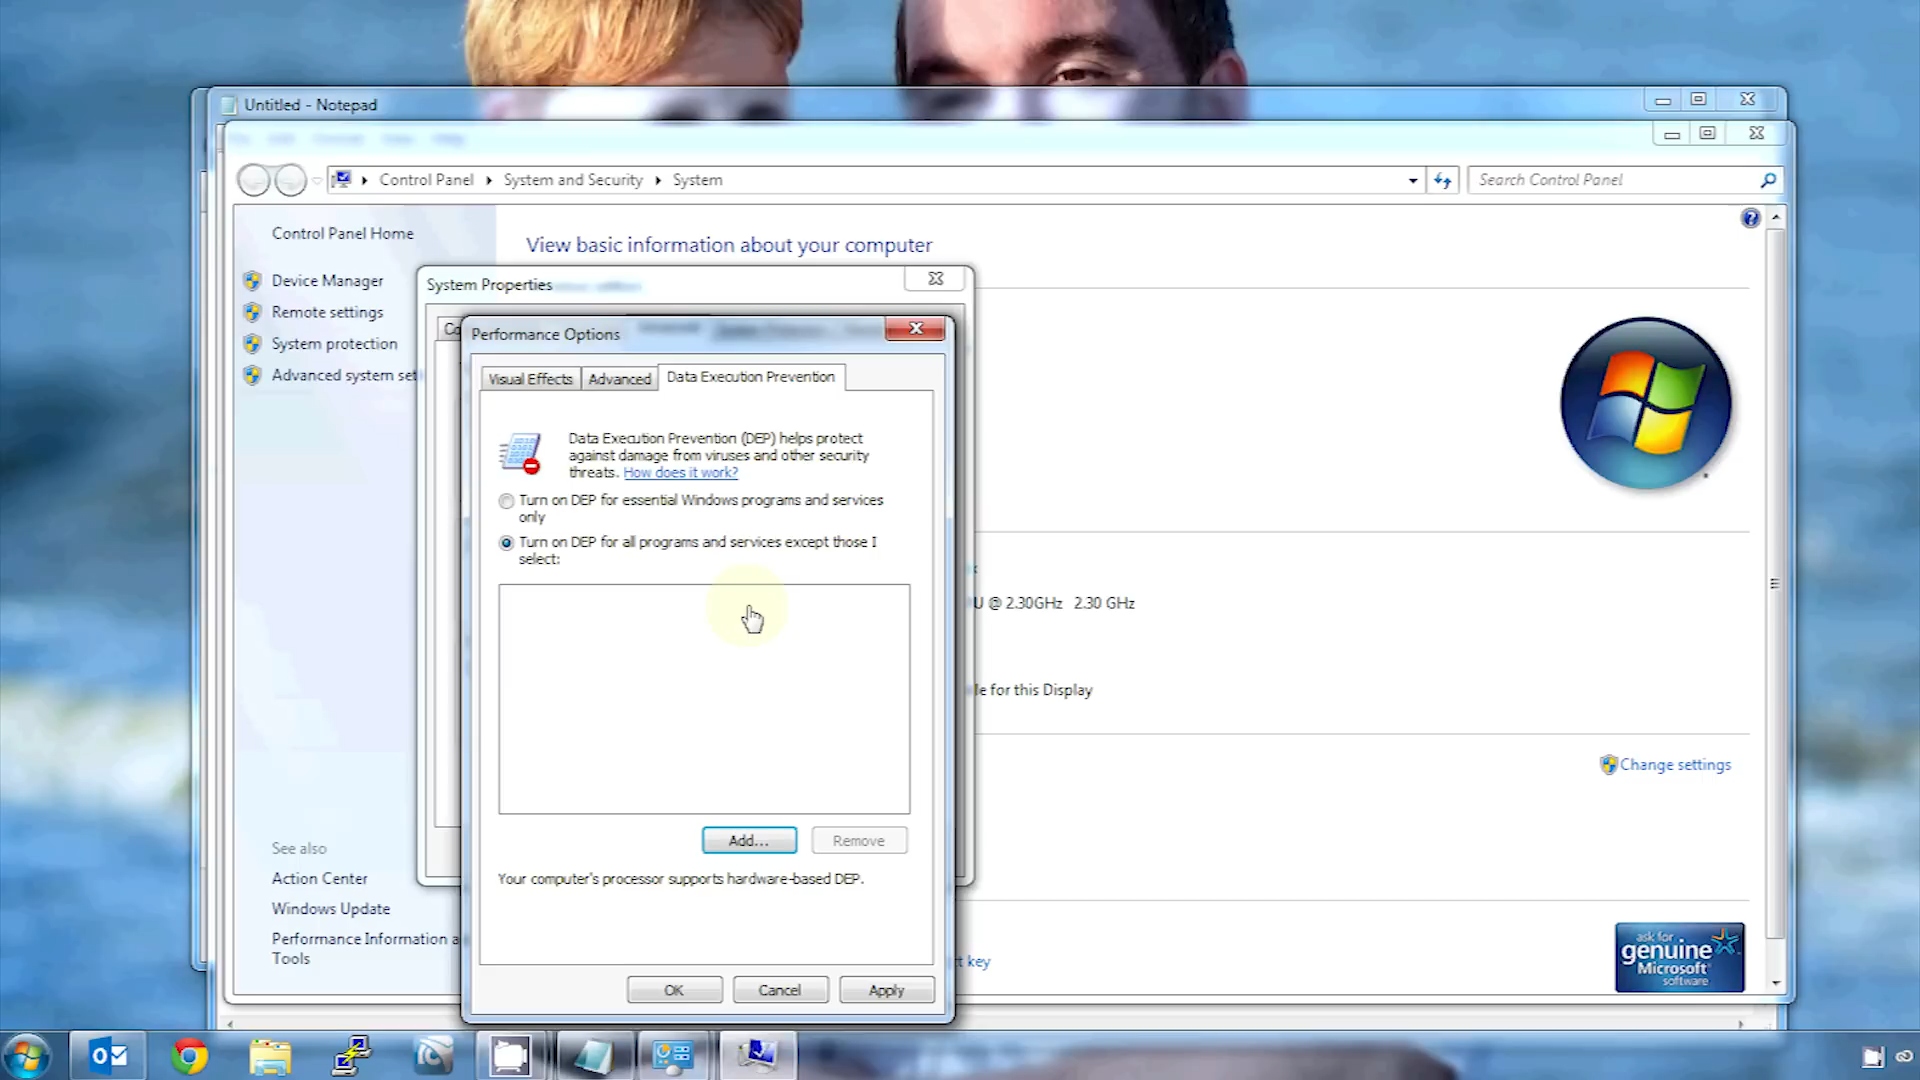 Untitled - Notepad
Control Panel
System and Security
System
Search Control Panel
Control Panel Home
View basic information about your computer
Device Manager
Remote settings
System protection
Advanced system set
System Properties
Co
Performance Options
Visual Effects
Advanced
Data Execution Prevention
Data Execution Prevention (DEP) helps protect
against damage from viruses and other security
threats. How does it work?
Turn on DEP for essential Windows programs and services
only
Turn on DEP for all programs and services except those I
select:
U @ 2.30GHz 2.30 GHz
le for this Display
Change settings
Add...
Remove
Your computer's processor supports hardware-based DEP.
See also
Action Center
Windows Update
Performance Information a
Tools
t key
ask for
genuine
Microsoft
software
OK
Cancel
Apply